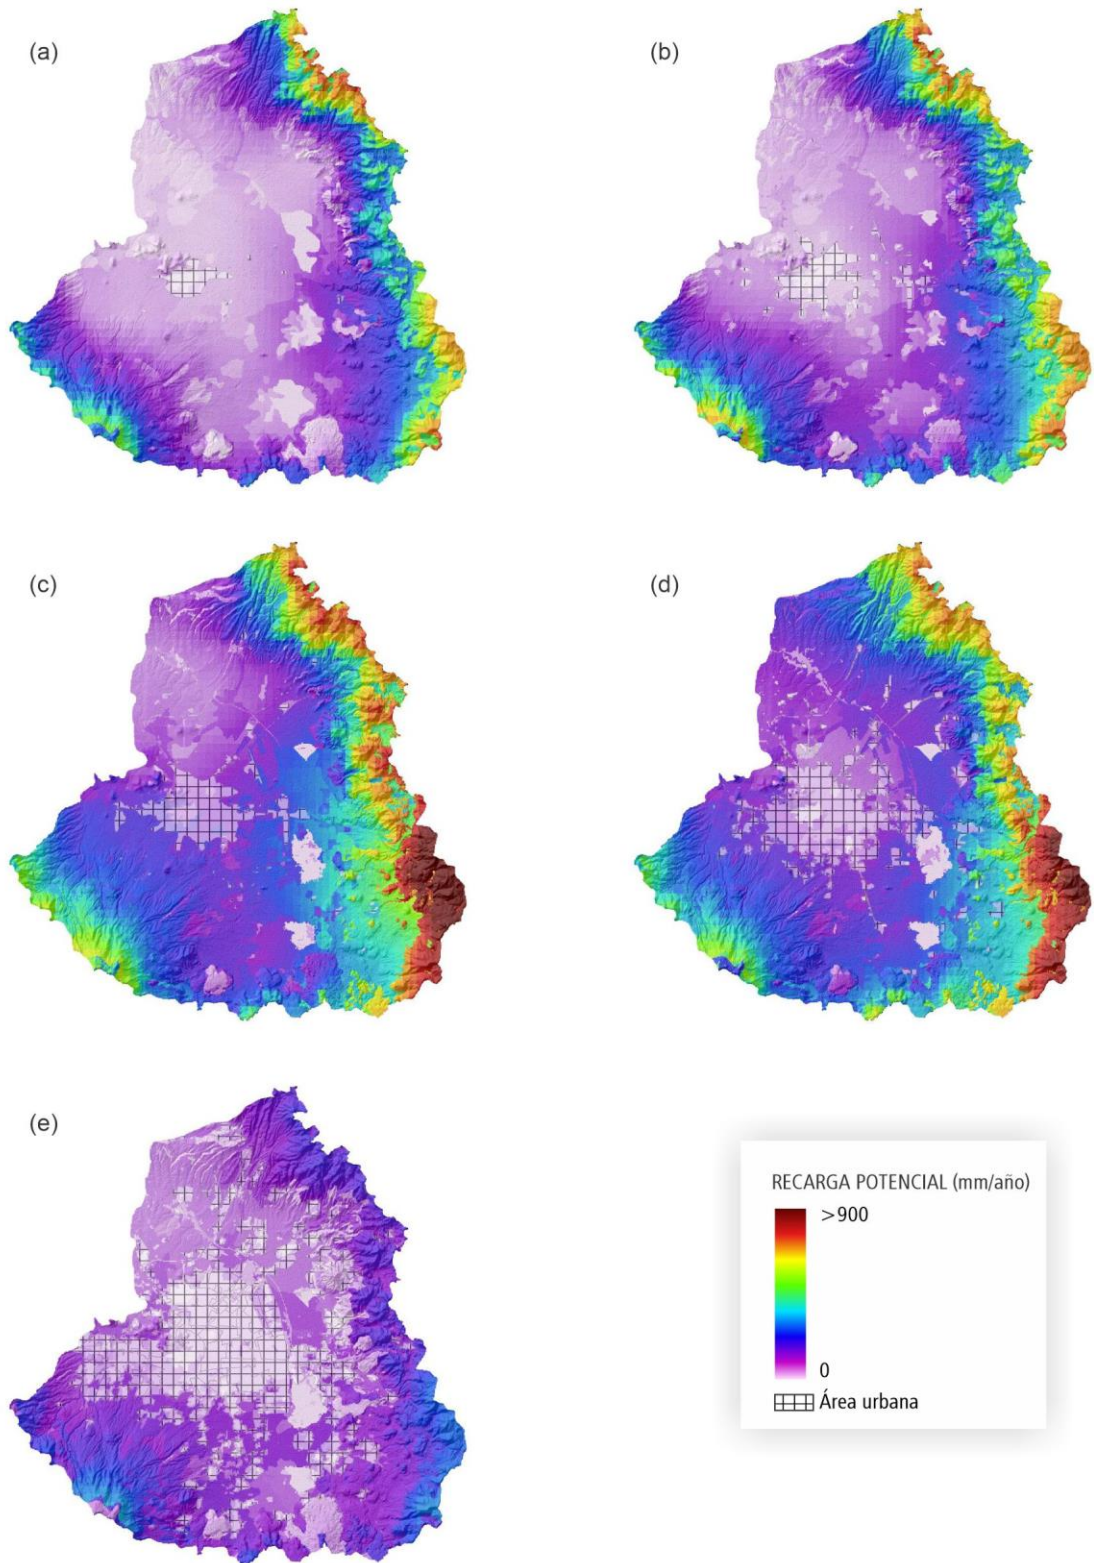 (a)
(b)
(c)
(d)
(e)
RECARGA POTENCIAL (mm/año)
>900
0
Área urbana